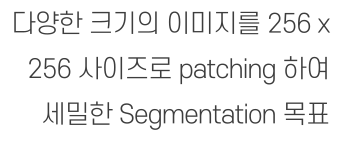 다양한 크기의 이미지를 256 x
256 사이즈로 patching 하여
세밀한 Segmentation 목표